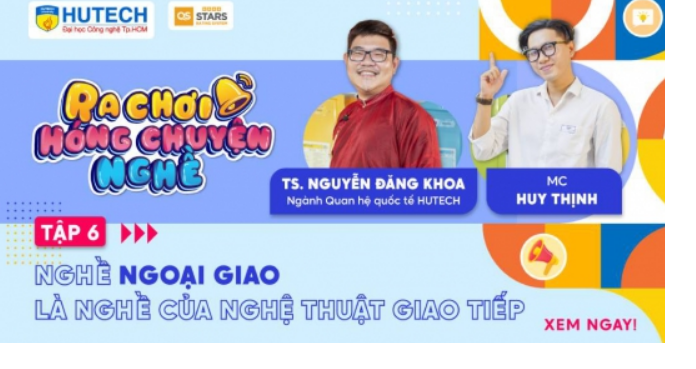 HUTECH
Đại học Công nghệ Tp.HCM
QS
STARS
RA CHƠI
HÓNG CHUYỆN
NGHỀ
TS. NGUYỄN ĐĂNG KHOA
Ngành Quan hệ quốc tế HUTECH
MC
HUY THỊNH
TẬP 6
NGHỀ NGOẠI GIAO
LÀ NGHỀ CỦA NGHỆ THUẬT GIAO TIẾP
XEM NGAY!